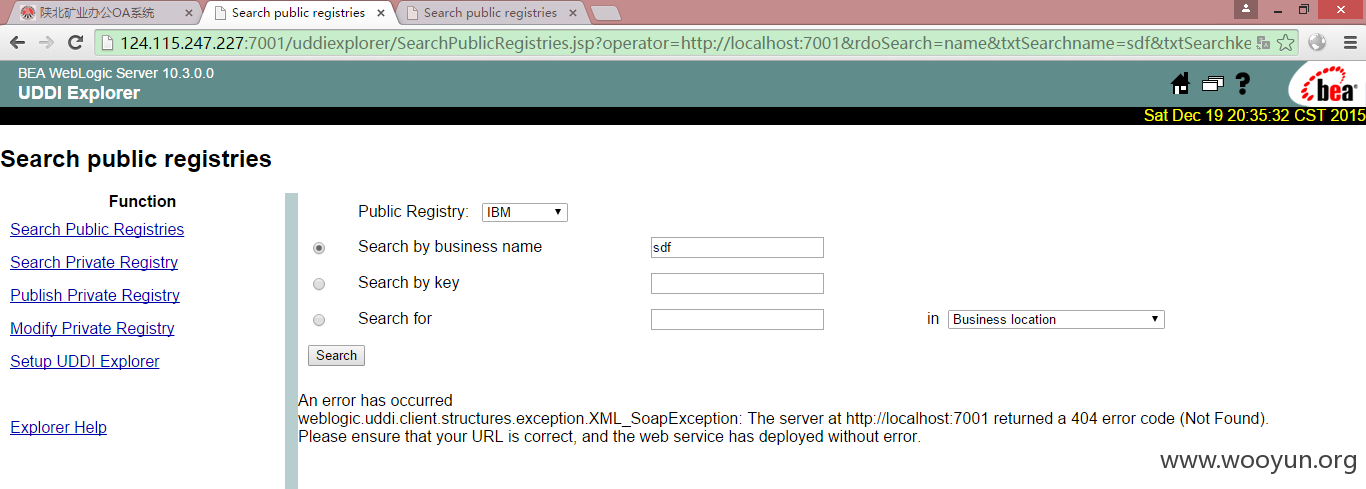 陕北矿业办公OA系统
Search public registries
Search public registries
124.115.247.227:7001/uddiexplorer/SearchPublicRegistries.jsp?operator=http://localhost:7001&rdoSearch=name&txtSearchname=sdf&txtSearchke
BEA WebLogic Server 10.3.0.0
UDDI Explorer
bea
Sat Dec 19 20:35:32 CST 2015
Search public registries
Function
Search Public Registries
Search Private Registry
Publish Private Registry
Modify Private Registry
Setup UDDI Explorer
Explorer Help
Public Registry: IBM
Search by business name sdf
Search by key
Search for in Business location
Search
An error has occurred
weblogic.uddi.client.structures.exception.XML_SoapException: The server at http://localhost:7001 returned a 404 error code (Not Found).
Please ensure that your URL is correct, and the web service has deployed without error.
www.wooyun.org